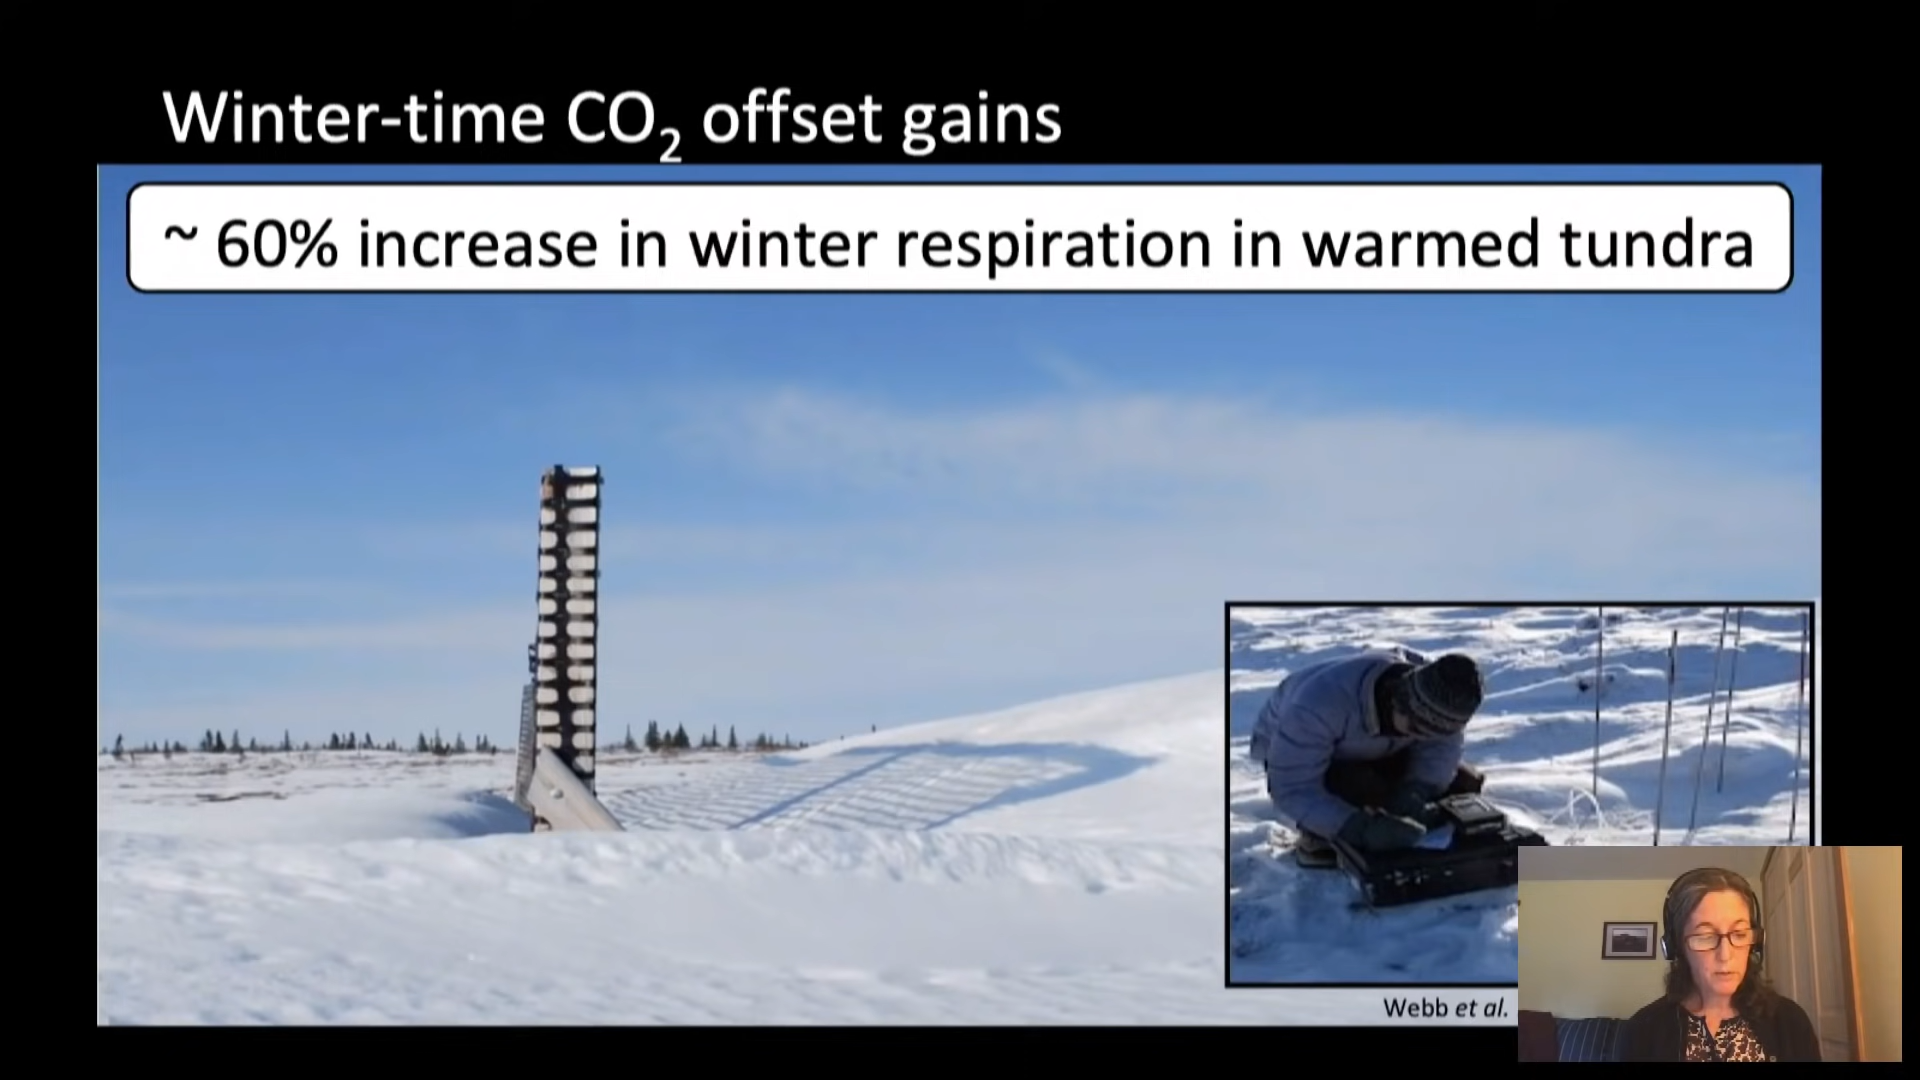 Winter-time CO₂ offset gains
~ 60% increase in winter respiration in warmed tundra
Webb et al.